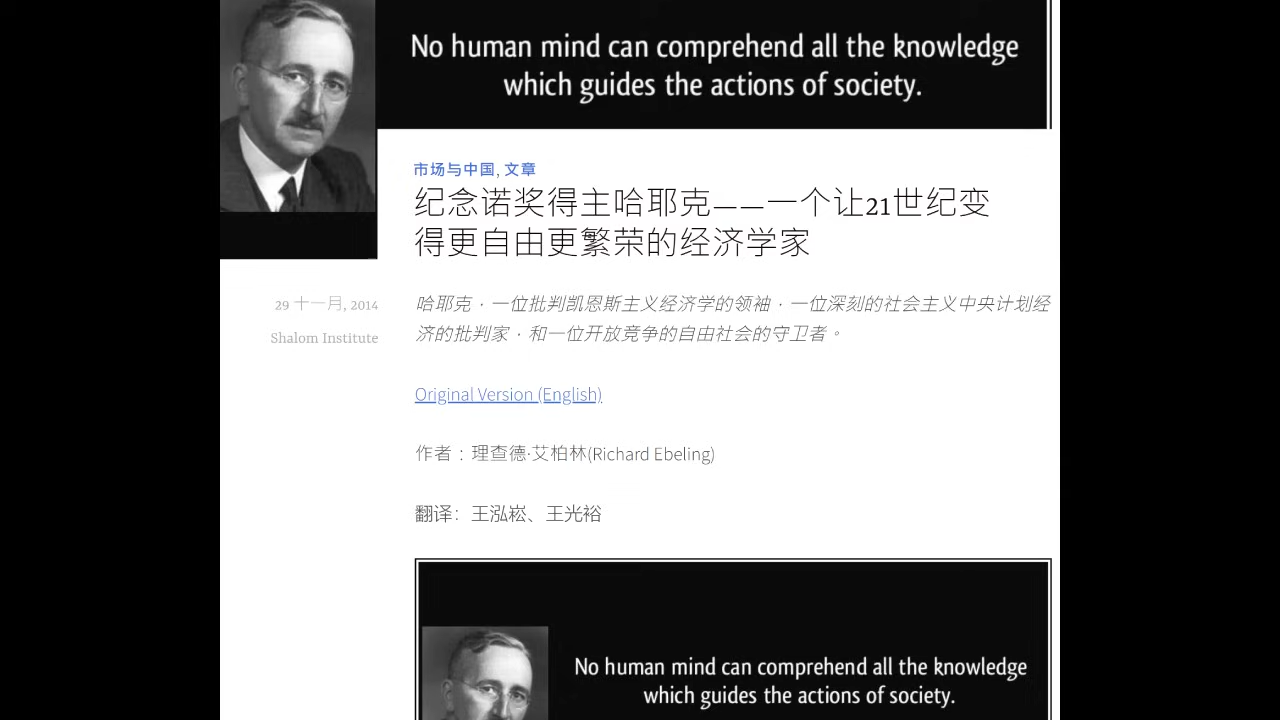 No human mind can comprehend all the knowledge
which guides the actions of society.
市场与中国, 文章
纪念诺奖得主哈耶克——一个让21世纪变
得更自由更繁荣的经济学家
29 十一月, 2014
Shalom Institute
哈耶克，一位批判凯恩斯主义经济学的领袖，一位深刻的社会主义中央计划经
济的批判家，和一位开放竞争的自由社会的守卫者。
Original Version (English)
作者：理查德·艾柏林(Richard Ebeling)
翻译：王泓崧、王光裕
No human mind can comprehend all the knowledge
which guides the actions of society.